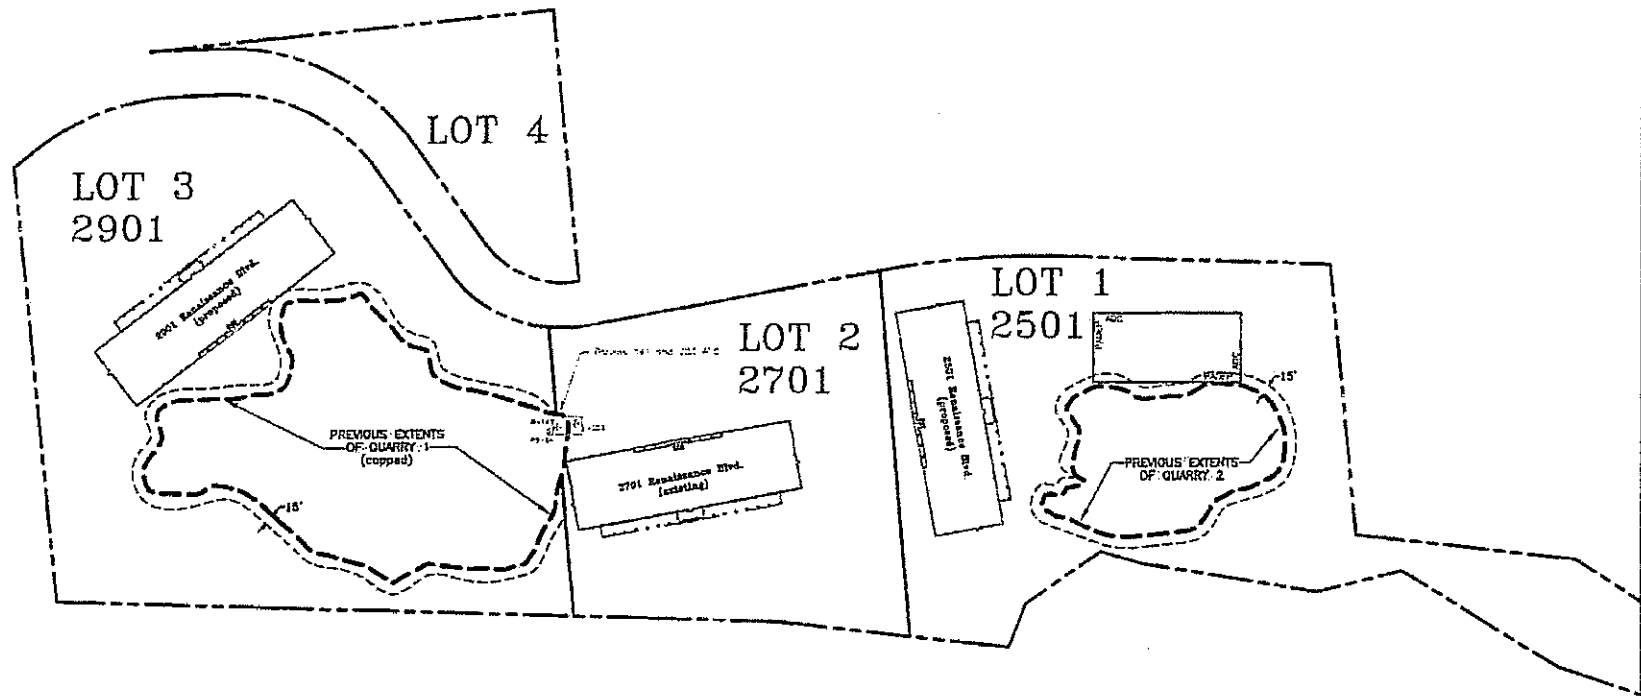 LOT 4
LOT 3
2901
2901 Renaissance Blvd.
(proposed)
LOT 2
2701
LOT 1
2501
2501 Renaissance Blvd.
(proposed)
15'
PREVIOUS EXTENTS
OF QUARRY 1
(capped)
2701 Renaissance Blvd.
(existing)
PREVIOUS EXTENTS
OF QUARRY 2
15'